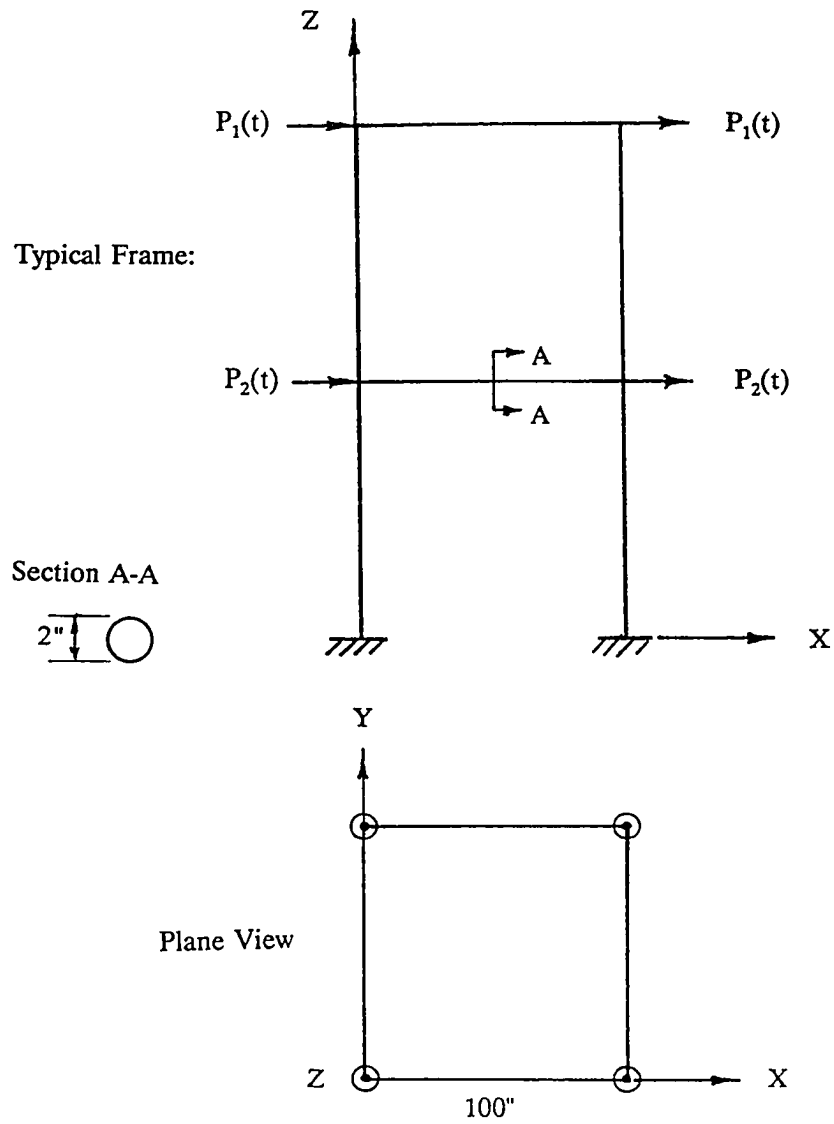 Z
P1(t)
P1(t)
Typical Frame:
A
P2(t)
P2(t)
A
Section A-A
2"
X
Y
Plane View
Z
X
100"